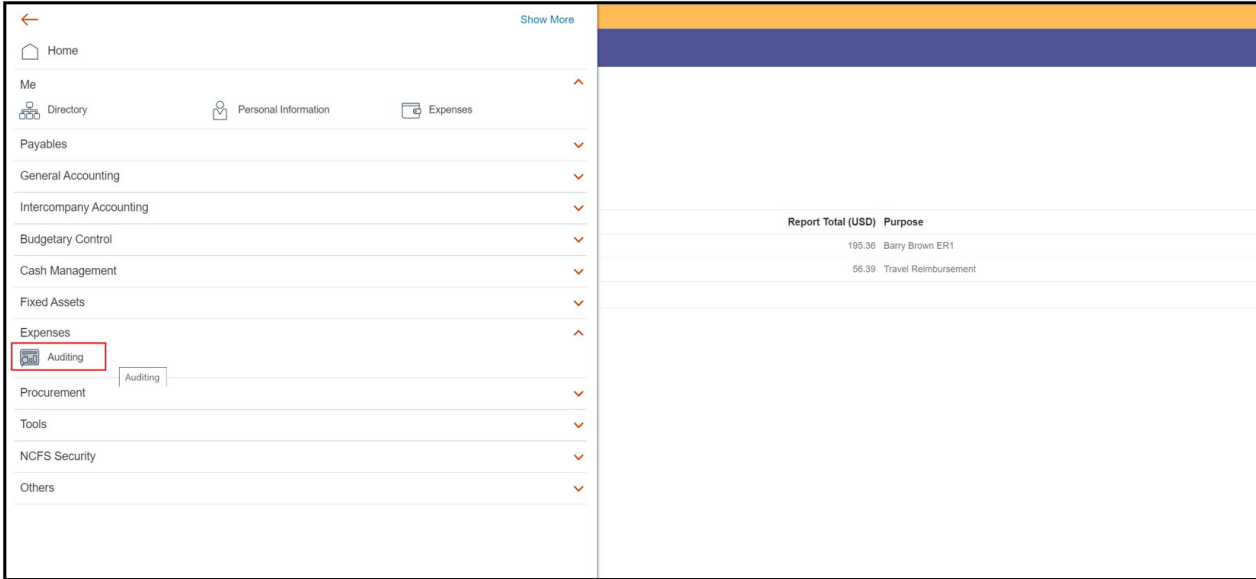 Show More
Home
Me
Directory Personal Information Expenses
Payables
General Accounting
Intercompany Accounting
Budgetary Control
Cash Management
Fixed Assets
Expenses
Auditing
Auditing
Procurement
Tools
NCFS Security
Others
Report Total (USD) Purpose
195.36 Barry Brown ER1
56.39 Travel Reimbursement